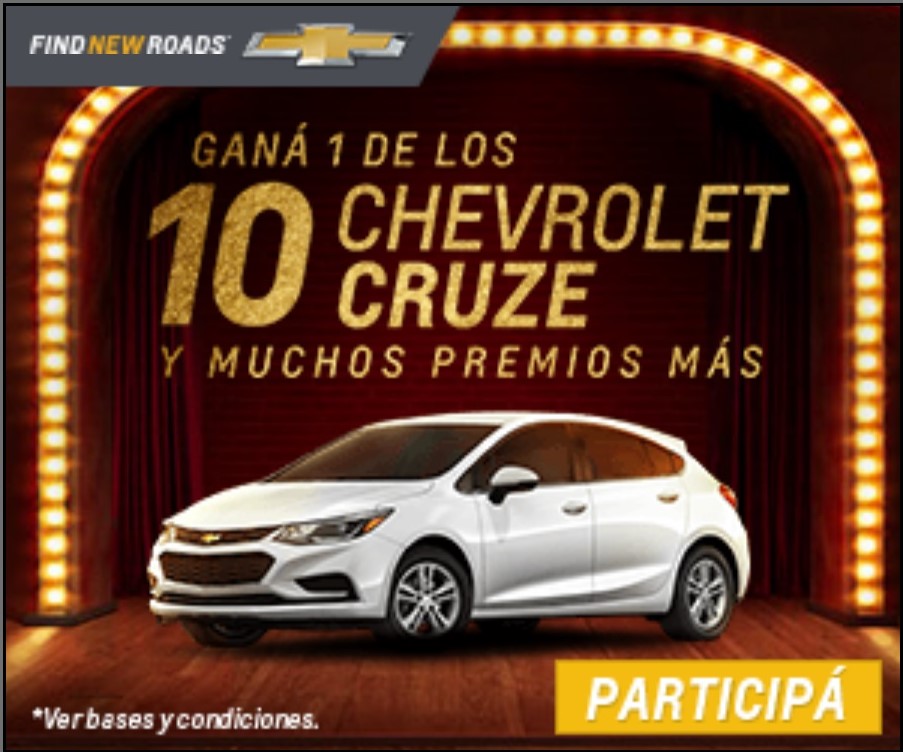 FIND NEW ROADS
GANÁ 1 DE LOS
10 CHEVROLET
CRUZE
Y MUCHOS PREMIOS MÁS
*Ver bases y condiciones.
PARTICIPÁ